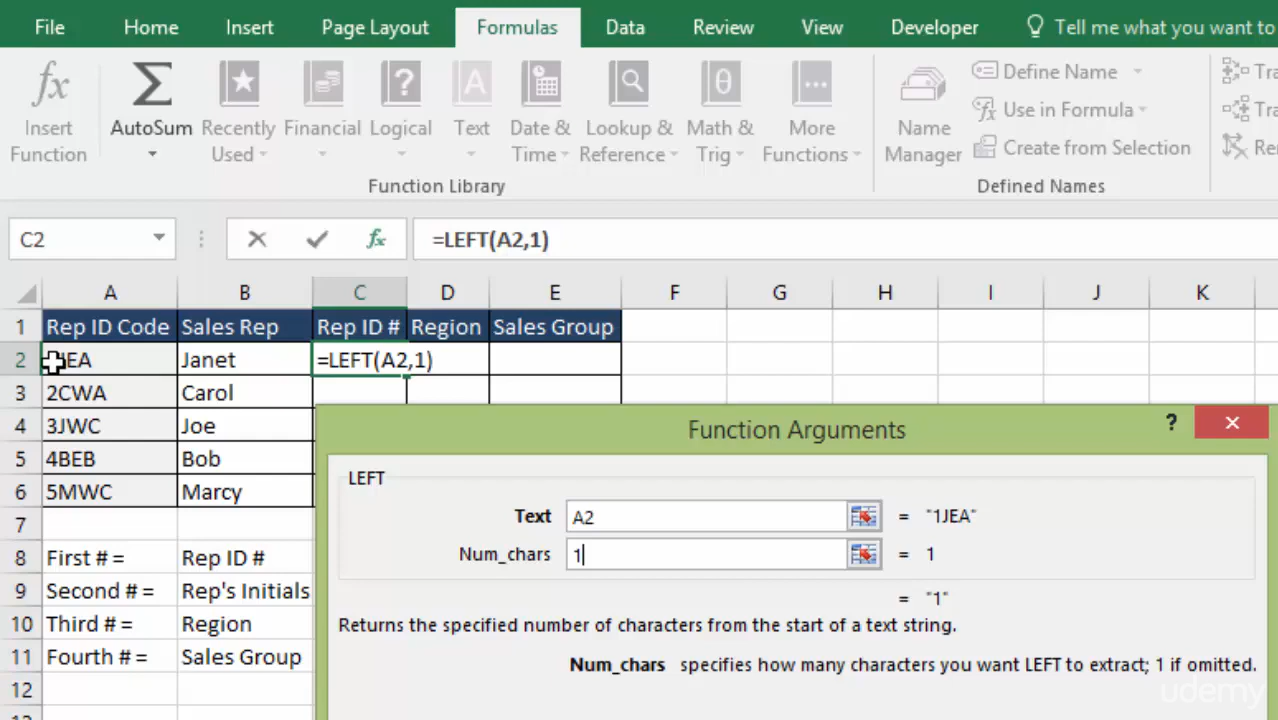 File Home Insert Page Layout Formulas Data Review View Developer Tell me what you want to
fx Σ ? A θ
Insert Function AutoSum Recently Used Financial Logical Text Date & Time Lookup & Reference Math & Trig More Functions Name Manager
Define Name
Use in Formula
Create from Selection
Function Library Defined Names
C2 fx =LEFT(A2,1)
A B C D E F G H I J K
1 Rep ID Code Sales Rep Rep ID # Region Sales Group
2 JEA Janet =LEFT(A2,1)
3 2CWA Carol
4 3JWC Joe
5 4BEB Bob
6 5MWC Marcy
7
8 First # = Rep ID #
9 Second # = Rep's Initials
10 Third # = Region
11 Fourth # = Sales Group
12
Function Arguments ?
LEFT
Text A2 = "1JEA"
Num_chars 1 = 1
= "1"
Returns the specified number of characters from the start of a text string.
Num_chars specifies how many characters you want LEFT to extract; 1 if omitted.
udemy